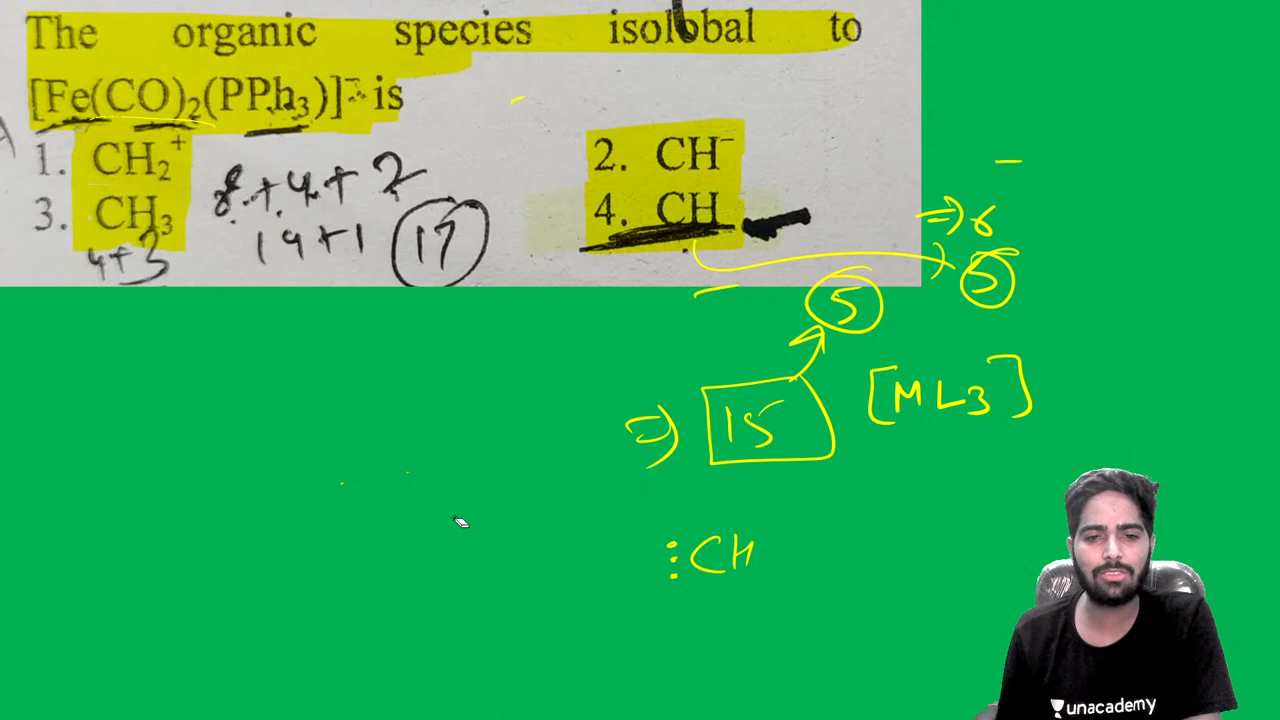 The organic species isolobal to
[Fe(CO)₂(PPh₃)]⁻ is
1. CH₂⁺
2. CH⁻
3. CH₃
4. CH
8+4+2
14+1 17
4+3
=) 6
5
5
=) 15 [ML3]
:CH
unacademy